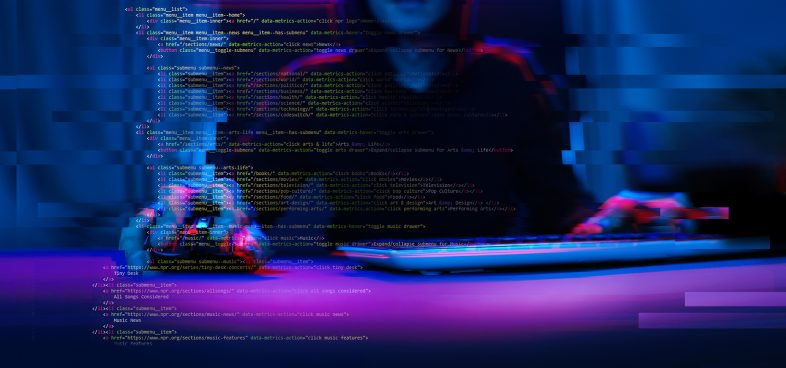 <ul class="menu__list">
<li class="menu__item menu__item--home">
<div class="menu__item-inner"><a href="/" data-metrics-action="click npr logo">
</li>
<li class="menu__item menu__item--news menu__item--has-submenu" data-metrics-hover="toggle news drawer">
<div class="menu__item-inner">
<a href="/sections/news/" data-metrics-action="click news">News</a>
<button class="menu__toggle-submenu" data-metrics-action="toggle news drawer">Expand/collapse submenu for News</button>
</div>
<ul class="submenu submenu--news">
<li class="submenu__item"><a href="/sections/national/" data-metrics-action="click
<li class="submenu__item"><a href="/sections/world/" data-metrics-action="click
<li class="submenu__item"><a href="/sections/politics/" data-metrics-action="click
<li class="submenu__item"><a href="/sections/business/" data-metrics-action="click
<li class="submenu__item"><a href="/sections/health/" data-metrics-action="click
<li class="submenu__item"><a href="/sections/science/" data-metrics-action="click
<li class="submenu__item"><a href="/sections/technology/" data-metrics-action="click
<li class="submenu__item"><a href="/sections/codeswitch/" data-metrics-action="click
</ul>
</li>
<li class="menu__item menu__item--arts-life menu__item--has-submenu" data-metrics-hover="toggle arts drawer">
<div class="menu__item-inner">
data-metrics-action="click arts & life">Arts &amp; Life</a>
<button class="menu__toggle-submenu" data-metrics-action="toggle arts drawer">Expand/collapse submenu for Arts &amp; Life</button>
</div>
<ul class="submenu submenu--arts-life">
<li class="submenu__item"><a href="/books/" data-metrics-action="click books">Books</a></li>
<li class="submenu__item"><a href="/sections/movies/" data-metrics-action="click movies">Movies</a></li>
<li class="submenu__item"><a href="/sections/television/" data-metrics-action="click television">Television</a></li>
<li class="submenu__item"><a href="/sections/pop-culture/" data-metrics-action="click pop culture">Pop Culture</a></li>
<li class="submenu__item"><a href="/sections/food/" data-metrics-action="click food">Food</a></li>
<li class="submenu__item"><a href="/sections/art-design/" data-metrics-action="click art & design">Art &amp; Design</a></li>
<li class="submenu__item"><a href="/sections/performing-arts/" data-metrics-action="click performing arts">Performing Arts</a></li>
</ul>
</li>
<li class="menu__item data-metrics-hover="toggle music drawer">
<div class="menu__item-inner">
<a href="/music/" data-metrics-action="click music">Music</a>
<button class="menu__toggle-submenu" data-metrics-action="toggle music drawer">Expand/collapse submenu for Music</button>
</div>
<ul class="submenu submenu--music"><li class="submenu__item">
<a href="https://www.npr.org/series/tiny-desk-concerts/" data-metrics-action="click tiny desk">
Tiny Desk
</a>
</li><li class="submenu__item">
<a href="https://www.npr.org/sections/allsongs/" data-metrics-action="click all songs considered">
All Songs Considered
</a>
</li><li class="submenu__item">
<a href="https://www.npr.org/sections/music-news/" data-metrics-action="click music news">
Music News
</a>
</li><li class="submenu__item">
<a href="https://www.npr.org/series/music-features" data-metrics-action="click music features">
Music Features